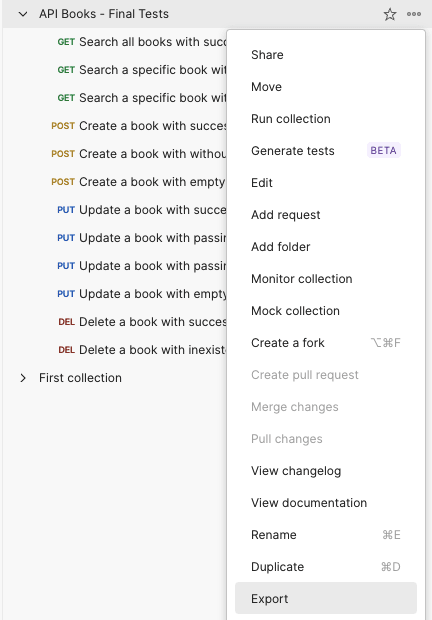 API Books - Final Tests
GET Search all books with succ
GET Search a specific book wit
GET Search a specific book wit
POST Create a book with succes
POST Create a book with withou
POST Create a book with empty
PUT Update a book with succe
PUT Update a book with passin
PUT Update a book with passin
PUT Update a book with empty
DEL Delete a book with succes
DEL Delete a book with inexiste
First collection
Share
Move
Run collection
Generate tests BETA
Edit
Add request
Add folder
Monitor collection
Mock collection
Create a fork ⌥⌘F
Create pull request
Merge changes
Pull changes
View changelog
View documentation
Rename ⌘E
Duplicate ⌘D
Export